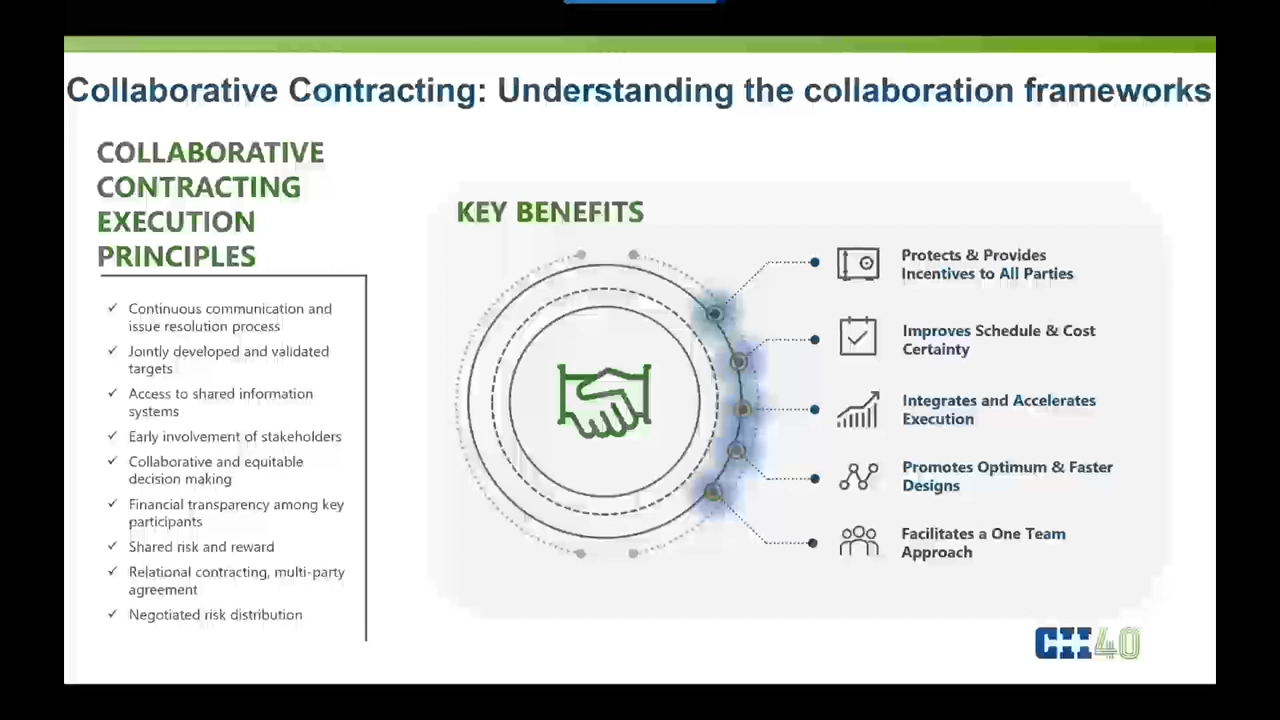 Collaborative Contracting: Understanding the collaboration frameworks
COLLABORATIVE
CONTRACTING
EXECUTION
PRINCIPLES
Continuous communication and
issue resolution process
Jointly developed and validated
targets
Access to shared information
systems
Early involvement of stakeholders
Collaborative and equitable
decision making
Financial transparency among key
participants
Shared risk and reward
Relational contracting, multi-party
agreement
Negotiated risk distribution
KEY BENEFITS
Protects & Provides
Incentives to All Parties
Improves Schedule & Cost
Certainty
Integrates and Accelerates
Execution
Promotes Optimum & Faster
Designs
Facilitates a One Team
Approach
CII40